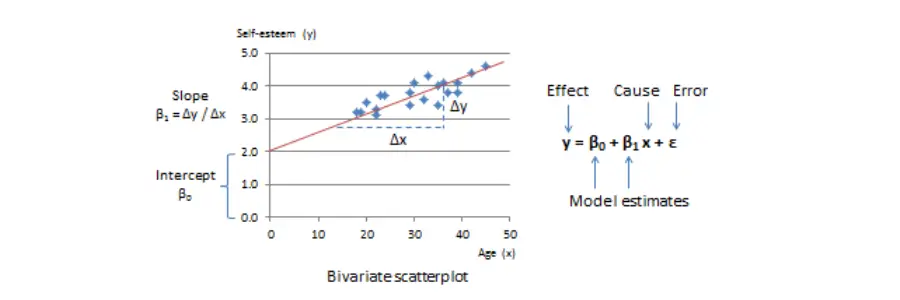 Self-esteem (y)
5.0
4.0
3.0
2.0
1.0
0.0
Slope
β₁ = Δy / Δx
Intercept
β₀
Δy
Δx
0 10 20 30 40 50
Age (x)
Bivariate scatterplot
Effect Cause Error
y = β₀ + β₁ x + ε
Model estimates